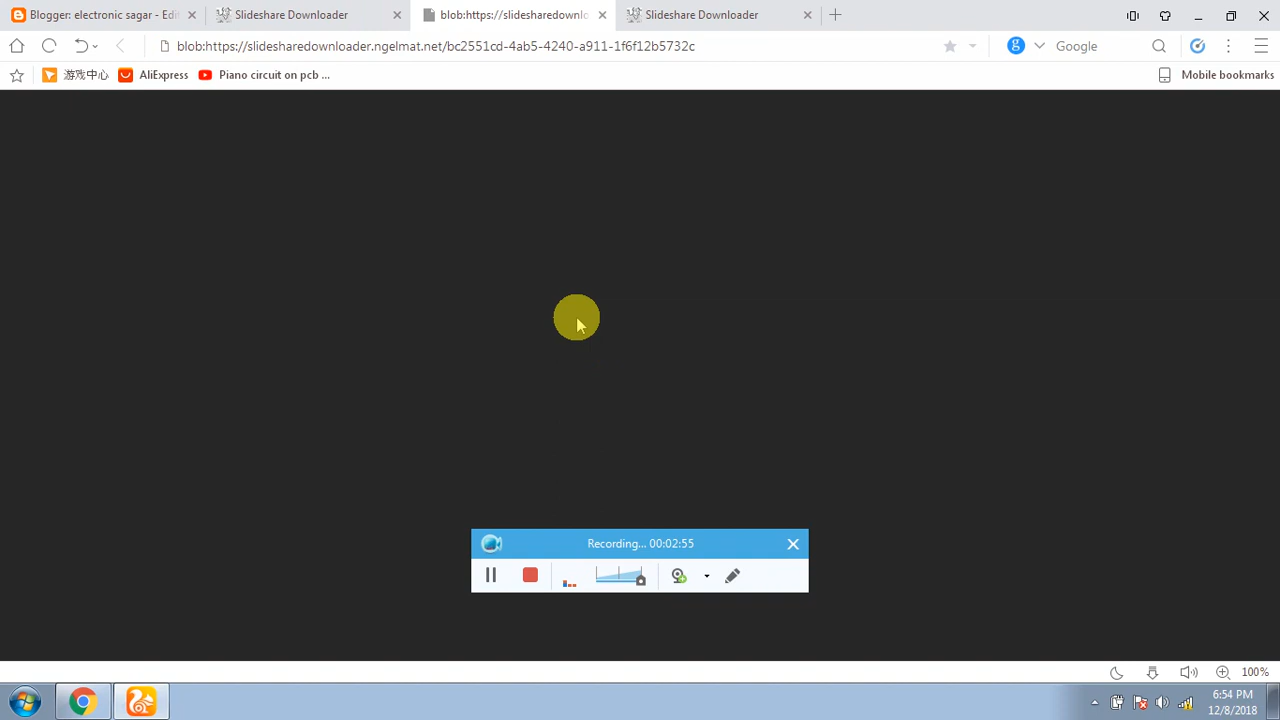 Blogger: electronic sagar - Edi
Slideshare Downloader
blob:https://slidesharedownlo
Slideshare Downloader
blob:https://slidesharedownloader.ngelmat.net/bc2551cd-4ab5-4240-a911-1f6f12b5732c
g
Google
游戏中心
AliExpress
Piano circuit on pcb ...
Mobile bookmarks
Recording... 00:02:55
100%
6:54 PM
12/8/2018